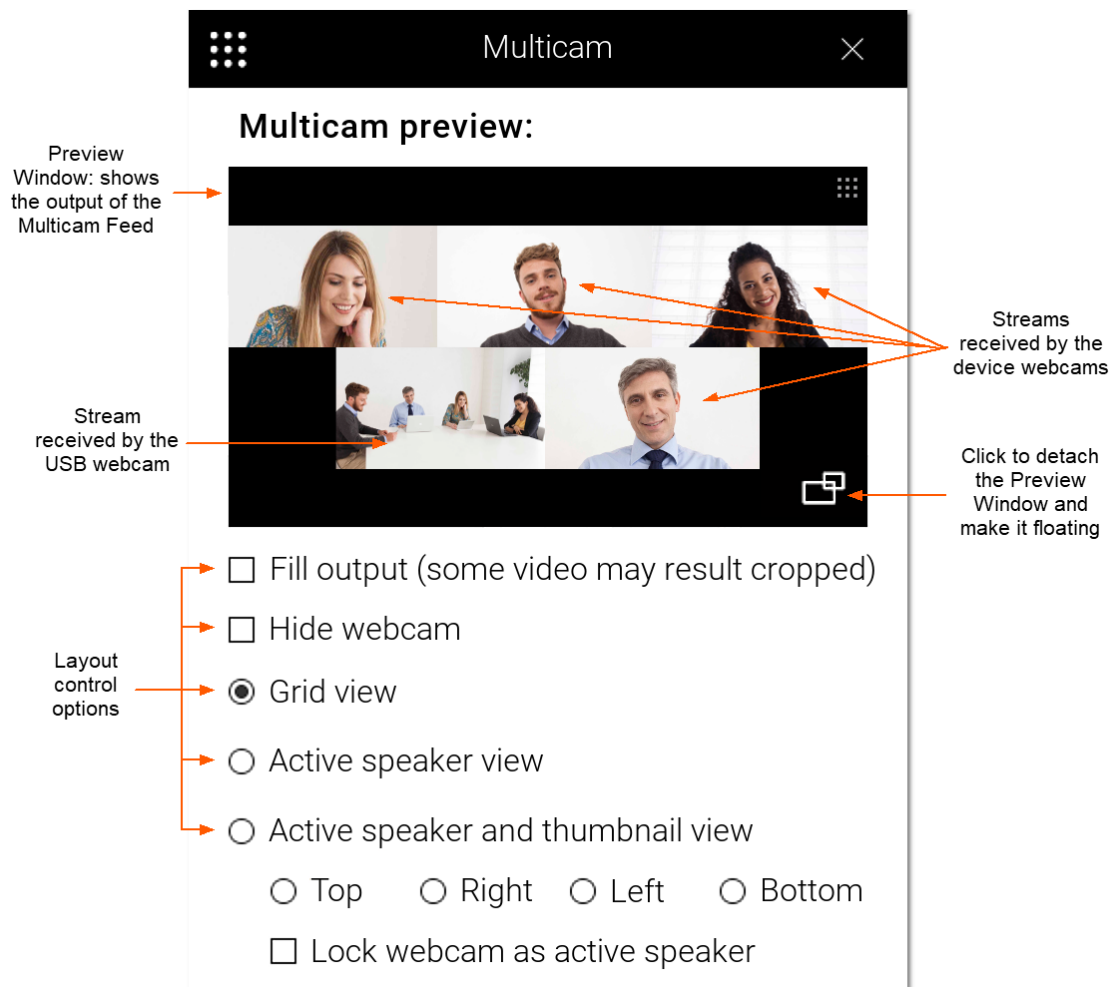 Multicam
Multicam preview:
Preview
Window: shows
the output of the
Multicam Feed
Streams
received by the
device webcams
Stream
received by the
USB webcam
Click to detach
the Preview
Window and
make it floating
Fill output (some video may result cropped)
Hide webcam
Layout
control
options
Grid view
Active speaker view
Active speaker and thumbnail view
Top Right Left Bottom
Lock webcam as active speaker